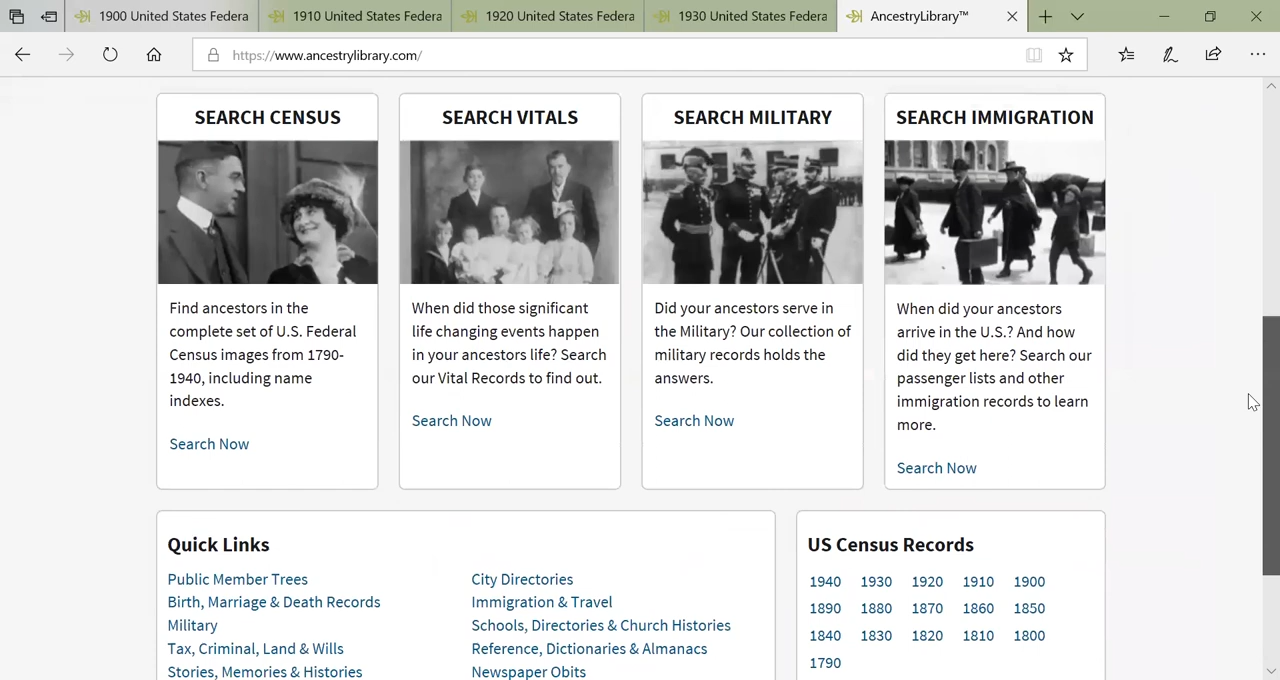 1900 United States Federa
1910 United States Federa
1920 United States Federa
1930 United States Federa
AncestryLibrary™
https://www.ancestrylibrary.com/
SEARCH CENSUS
Find ancestors in the
complete set of U.S. Federal
Census images from 1790-
1940, including name
indexes.
Search Now
SEARCH VITALS
When did those significant
life changing events happen
in your ancestors life? Search
our Vital Records to find out.
Search Now
SEARCH MILITARY
Did your ancestors serve in
the Military? Our collection of
military records holds the
answers.
Search Now
SEARCH IMMIGRATION
When did your ancestors
arrive in the U.S.? And how
did they get here? Search our
passenger lists and other
immigration records to learn
more.
Search Now
Quick Links
Public Member Trees
Birth, Marriage & Death Records
Military
Tax, Criminal, Land & Wills
Stories, Memories & Histories
City Directories
Immigration & Travel
Schools, Directories & Church Histories
Reference, Dictionaries & Almanacs
Newspaper Obits
US Census Records
1940 1930 1920 1910 1900
1890 1880 1870 1860 1850
1840 1830 1820 1810 1800
1790